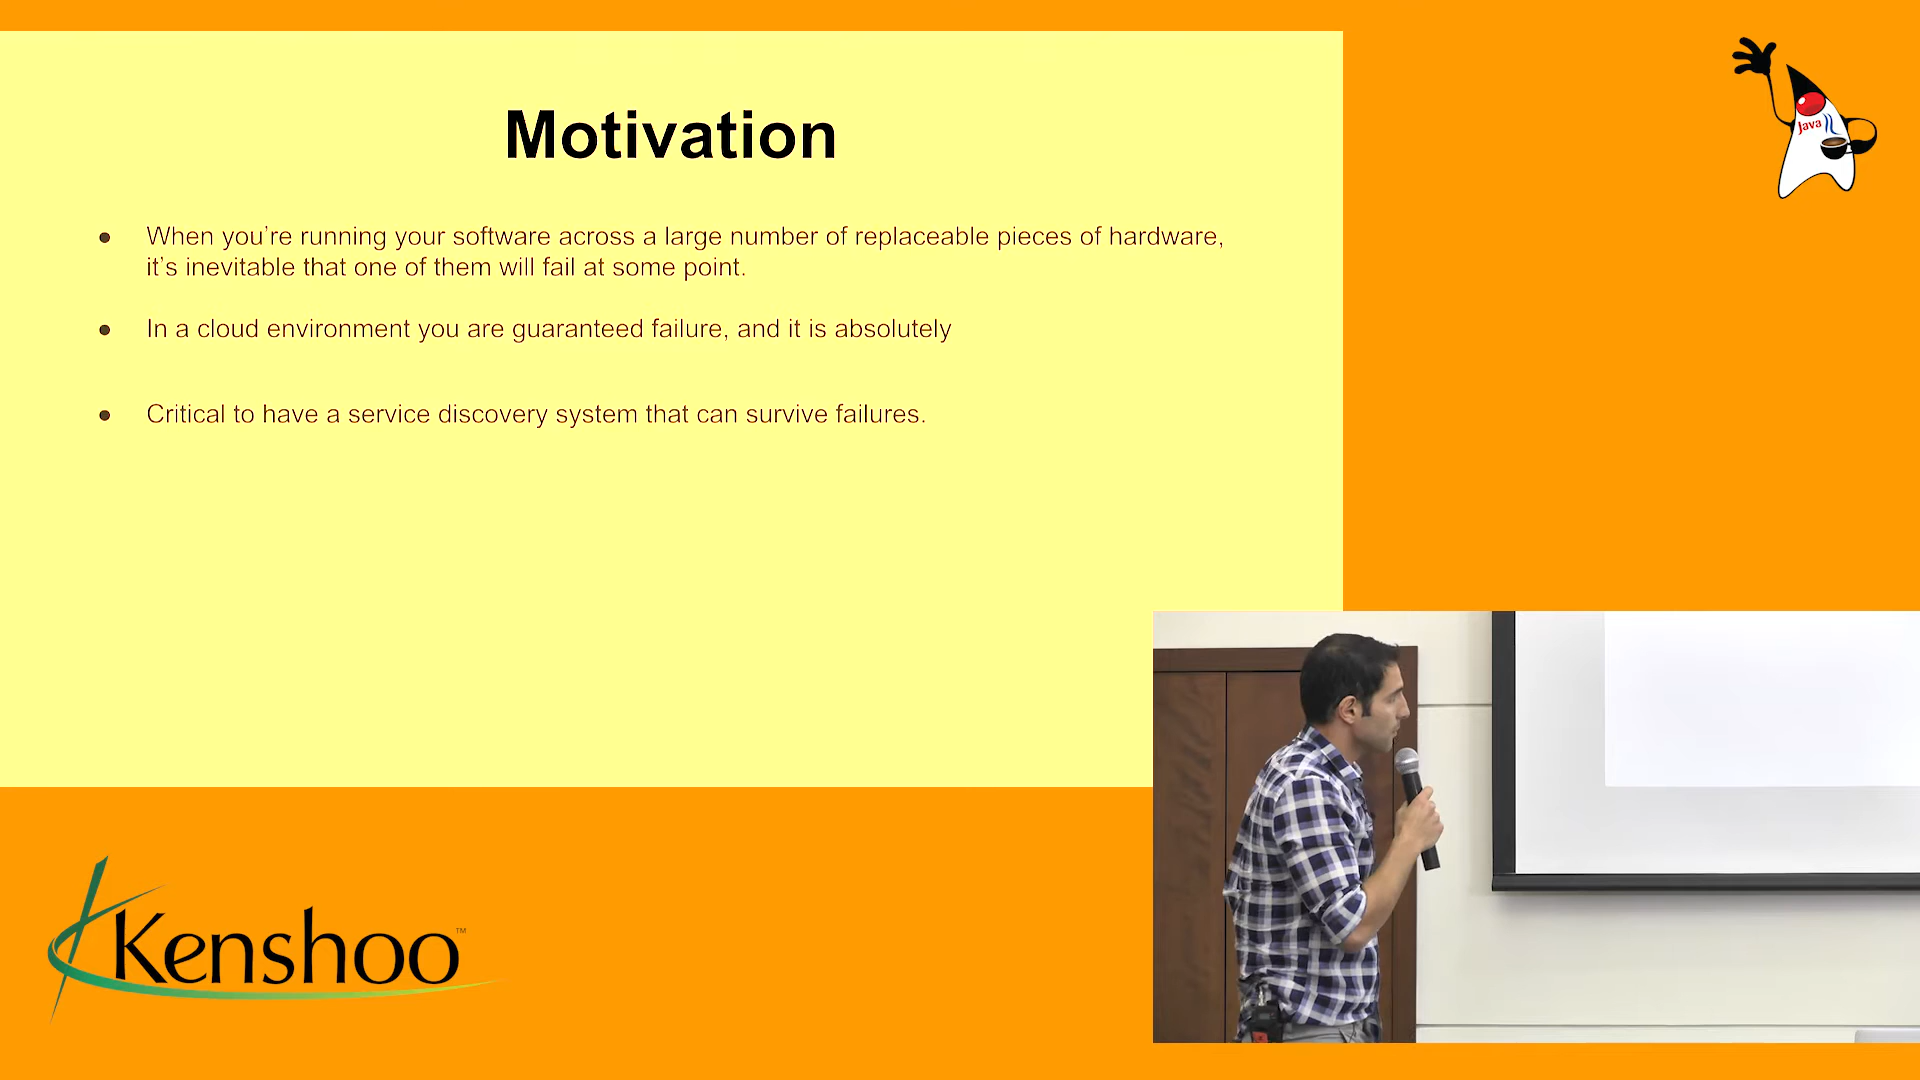 Motivation
● When you’re running your software across a large number of replaceable pieces of hardware,
it’s inevitable that one of them will fail at some point.
● In a cloud environment you are guaranteed failure, and it is absolutely
● Critical to have a service discovery system that can survive failures.
Java
Kenshoo™